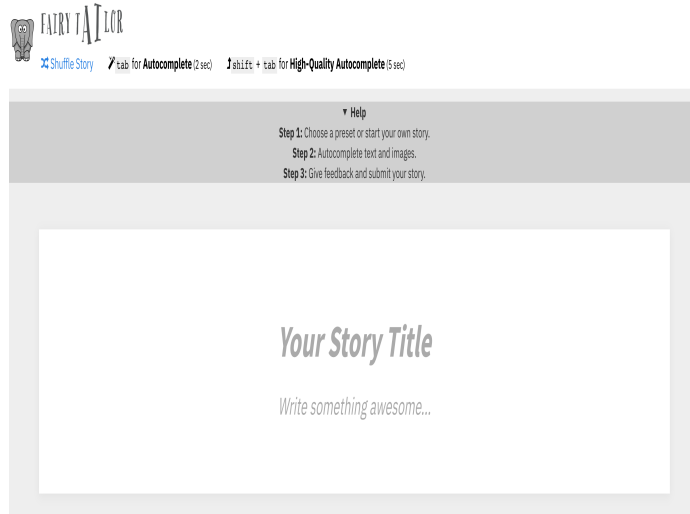 FAIRY TAILOR
Shuffle Story tab for Autocomplete (2 sec) shift + tab for High-Quality Autocomplete (5 sec)
▼ Help
Step 1: Choose a preset or start your own story.
Step 2: Autocomplete text and images.
Step 3: Give feedback and submit your story.
Your Story Title
Write something awesome...